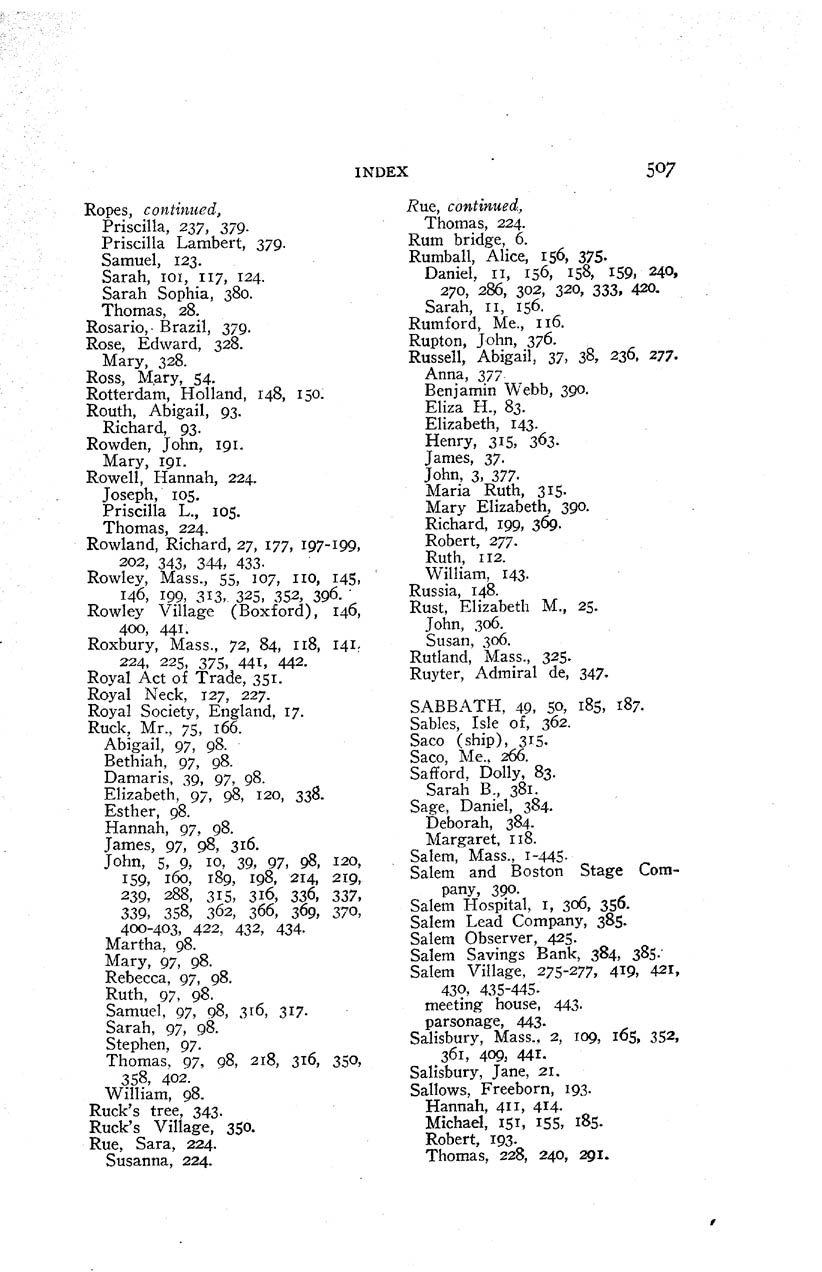 INDEX 507
Ropes, continued,
Priscilla, 237, 379.
Priscilla Lambert, 379.
Samuel, 123.
Sarah, 101, 117, 124.
Sarah Sophia, 380.
Thomas, 28.
Rosario, Brazil, 379.
Rose, Edward, 328.
Mary, 328.
Ross, Mary, 54.
Rotterdam, Holland, 148, 150.
Routh, Abigail, 93.
Richard, 93.
Rowden, John, 191.
Mary, 191.
Rowell, Hannah, 224.
Joseph, 105.
Priscilla L., 105.
Thomas, 224.
Rowland, Richard, 27, 177, 197-199,
202, 343, 344, 433.
Rowley, Mass., 55, 107, 110, 145,
146, 199, 313, 325, 352, 396.
Rowley Village (Boxford), 146,
400, 441.
Roxbury, Mass., 72, 84, 118, 141,
224, 225, 375, 441, 442.
Royal Act of Trade, 351.
Royal Neck, 127, 227.
Royal Society, England, 17.
Ruck, Mr., 75, 166.
Abigail, 97, 98.
Bethiah, 97, 98.
Damaris, 39, 97, 98.
Elizabeth, 97, 98, 120, 338.
Esther, 98.
Hannah, 97, 98.
James, 97, 98, 316.
John, 5, 9, 10, 39, 97, 98, 120,
159, 160, 189, 198, 214, 219,
239, 288, 315, 316, 336, 337,
339, 358, 362, 366, 369, 370,
400-403, 422, 432, 434.
Martha, 98.
Mary, 97, 98.
Rebecca, 97, 98.
Ruth, 97, 98.
Samuel, 97, 98, 316, 317.
Sarah, 97, 98.
Stephen, 97.
Thomas, 97, 98, 218, 316, 350,
358, 402.
William, 98.
Ruck's tree, 343.
Ruck's Village, 350.
Rue, Sara, 224.
Susanna, 224.
Rue, continued,
Thomas, 224.
Rum bridge, 6.
Rumball, Alice, 156, 375.
Daniel, 11, 156, 158, 159, 240,
270, 286, 302, 320, 333, 420.
Sarah, 11, 156.
Rumford, Me., 116.
Rupton, John, 376.
Russell, Abigail, 37, 38, 236, 277.
Anna, 377.
Benjamin Webb, 390.
Eliza H., 83.
Elizabeth, 143.
Henry, 315, 363.
James, 37.
John, 3, 377.
Maria Ruth, 315.
Mary Elizabeth, 390.
Richard, 199, 369.
Robert, 277.
Ruth, 112.
William, 143.
Russia, 148.
Rust, Elizabeth M., 25.
John, 306.
Susan, 306.
Rutland, Mass., 325.
Ruyter, Admiral de, 347.
SABBATH, 49, 50, 185, 187.
Sables, Isle of, 362.
Saco (ship), 315.
Saco, Me., 266.
Safford, Dolly, 83.
Sarah B., 381.
Sage, Daniel, 384.
Deborah, 384.
Margaret, 118.
Salem, Mass., 1-445.
Salem and Boston Stage Com-
pany, 390.
Salem Hospital, 1, 306, 356.
Salem Lead Company, 385.
Salem Observer, 425.
Salem Savings Bank, 384, 385.
Salem Village, 275-277, 419, 421,
430, 435-445.
meeting house, 443.
parsonage, 443.
Salisbury, Mass., 2, 109, 165, 352,
361, 409, 441.
Salisbury, Jane, 21.
Sallows, Freeborn, 193.
Hannah, 411, 414.
Michael, 151, 155, 185.
Robert, 193.
Thomas, 228, 240, 291.